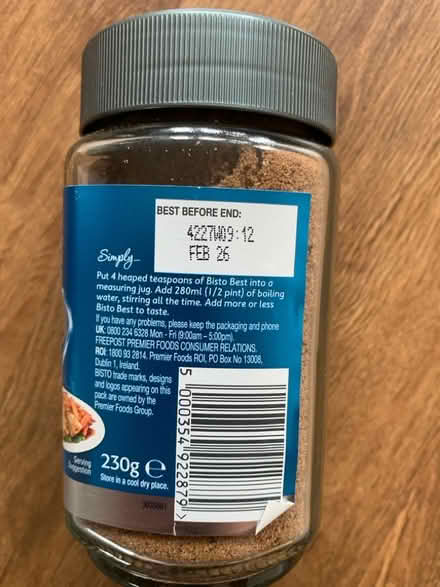 BEST BEFORE END:
4227W09:12
FEB 26
Simply...
Put 4 heaped teaspoons of Bisto Best into a
measuring jug. Add 280ml (1/2 pint) of boiling
water, stirring all the time. Add more or less
Bisto Best to taste.
If you have any problems, please keep the packaging and phone
UK: 0800 234 6328 Mon - Fri (9:00am – 5:00pm).
FREEPOST PREMIER FOODS CONSUMER RELATIONS.
ROI: 1800 93 2814. Premier Foods ROI, PO Box No 13008,
Dublin 1, Ireland.
BISTO trade marks, designs
and logos appearing on this
pack are owned by the
Premier Foods Group.
5 000354 922879 >
Serving
Suggestion
230g e
Store in a cool dry place.